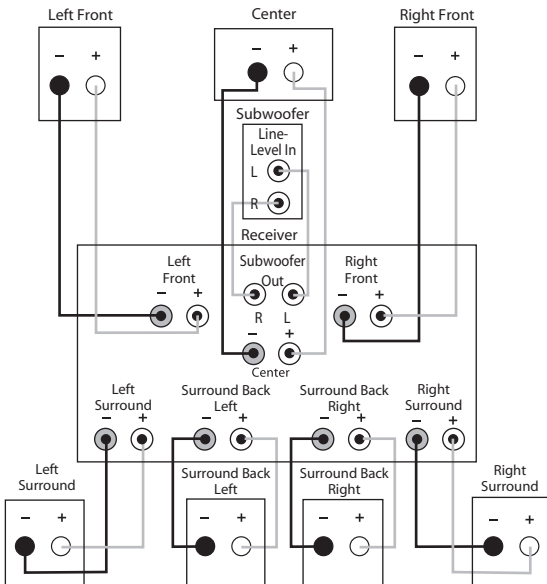 Left Front
Center
Right Front
− +
− +
− +
Subwoofer
Line-
Level In
L
R
Receiver
Left
Front
− +
Subwoofer
Out
R L
Right
Front
− +
− +
Center
Left
Surround
− +
Surround Back
Left
− +
Surround Back
Right
− +
Right
Surround
− +
Left
Surround
− +
Surround Back
Left
− +
Surround Back
Right
− +
Right
Surround
− +